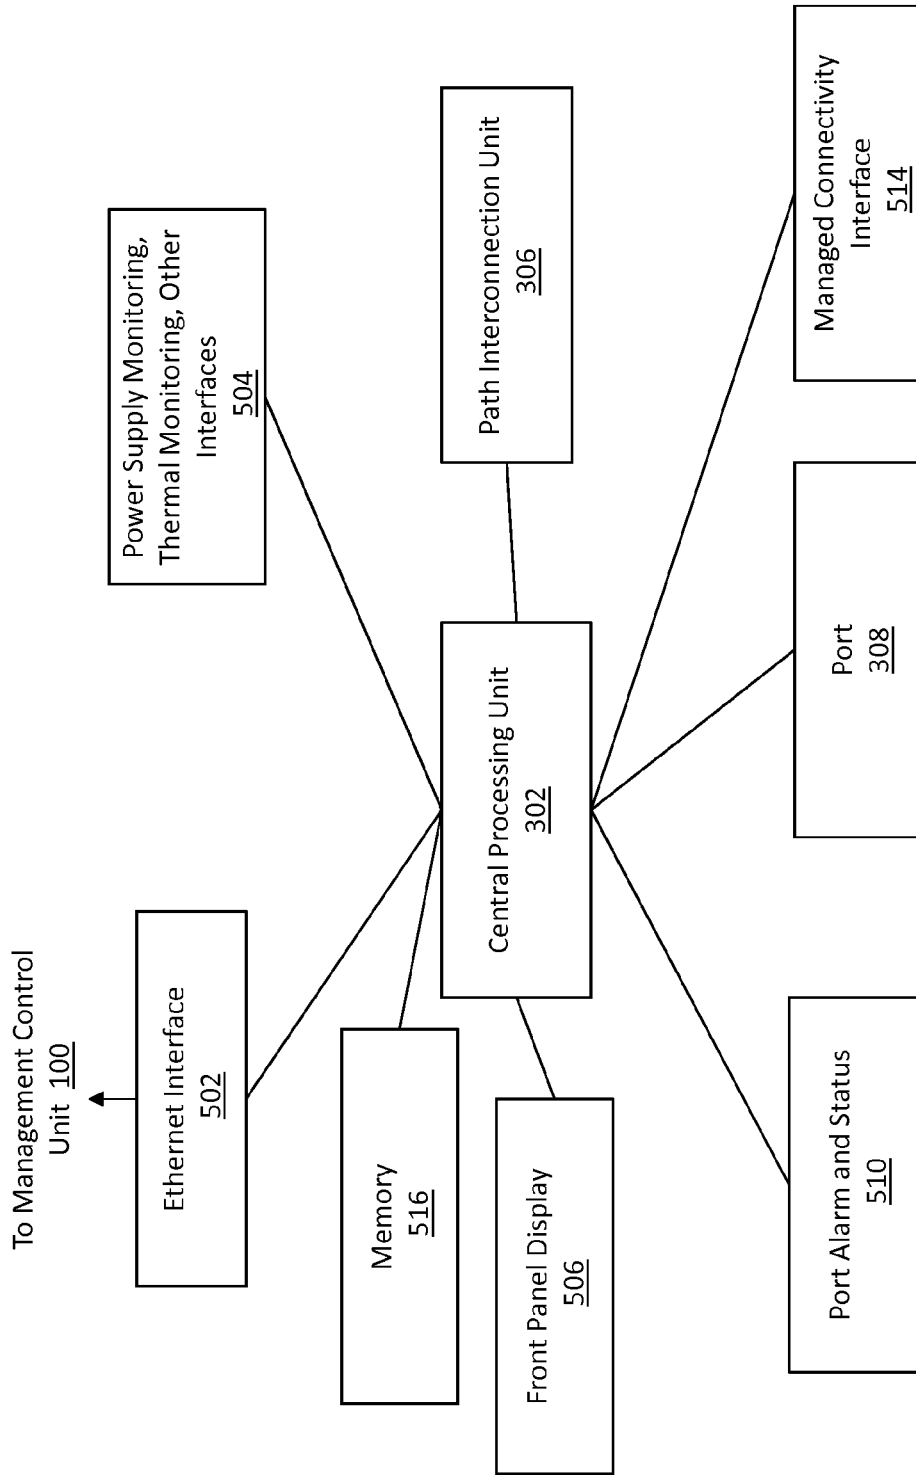 To Management Control
Unit 100
Ethernet Interface
502
Power Supply Monitoring,
Thermal Monitoring, Other
Interfaces
504
Memory
516
Front Panel Display
506
Central Processing Unit
302
Path Interconnection Unit
306
Port Alarm and Status
510
Port
308
Managed Connectivity
Interface
514